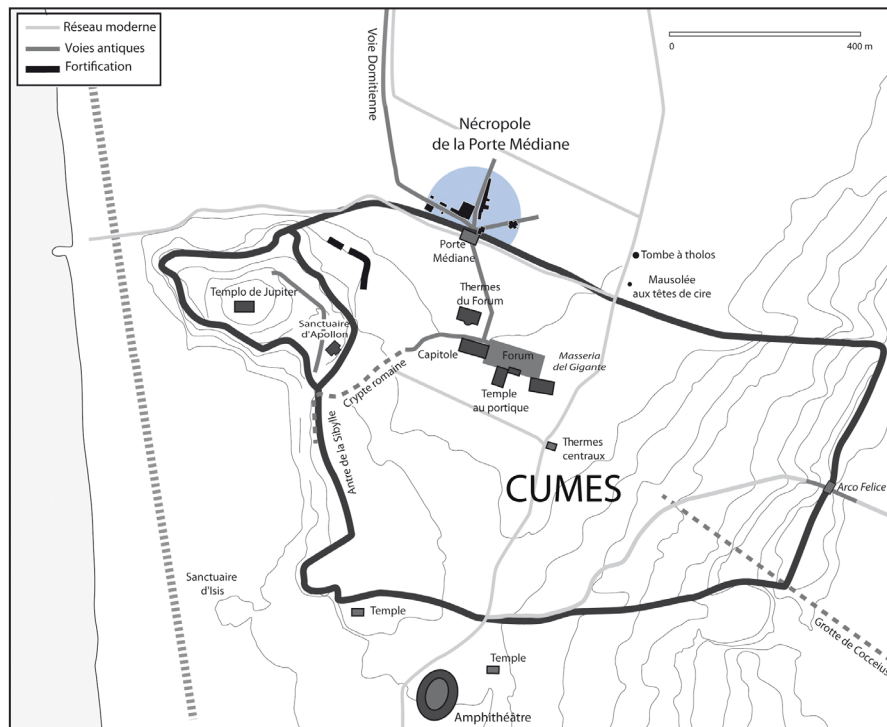 Réseau moderne
Voies antiques
Fortification
0
400 m
Voie Domitienne
Nécropole
de la Porte Médiane
Porte
Médiane
Tombe à tholos
Mausolée
aux têtes de cire
Templo de Jupiter
Thermes
du Forum
Sanctuaire
d'Apollon
Capitole
Forum
Masseria
del Gigante
Crypte romaine
Temple
au portique
Antre de la Sibylle
Thermes
centraux
CUMES
Arco Felice
Sanctuaire
d'Isis
Temple
Grotte de Cocceius
Temple
Amphithéâtre